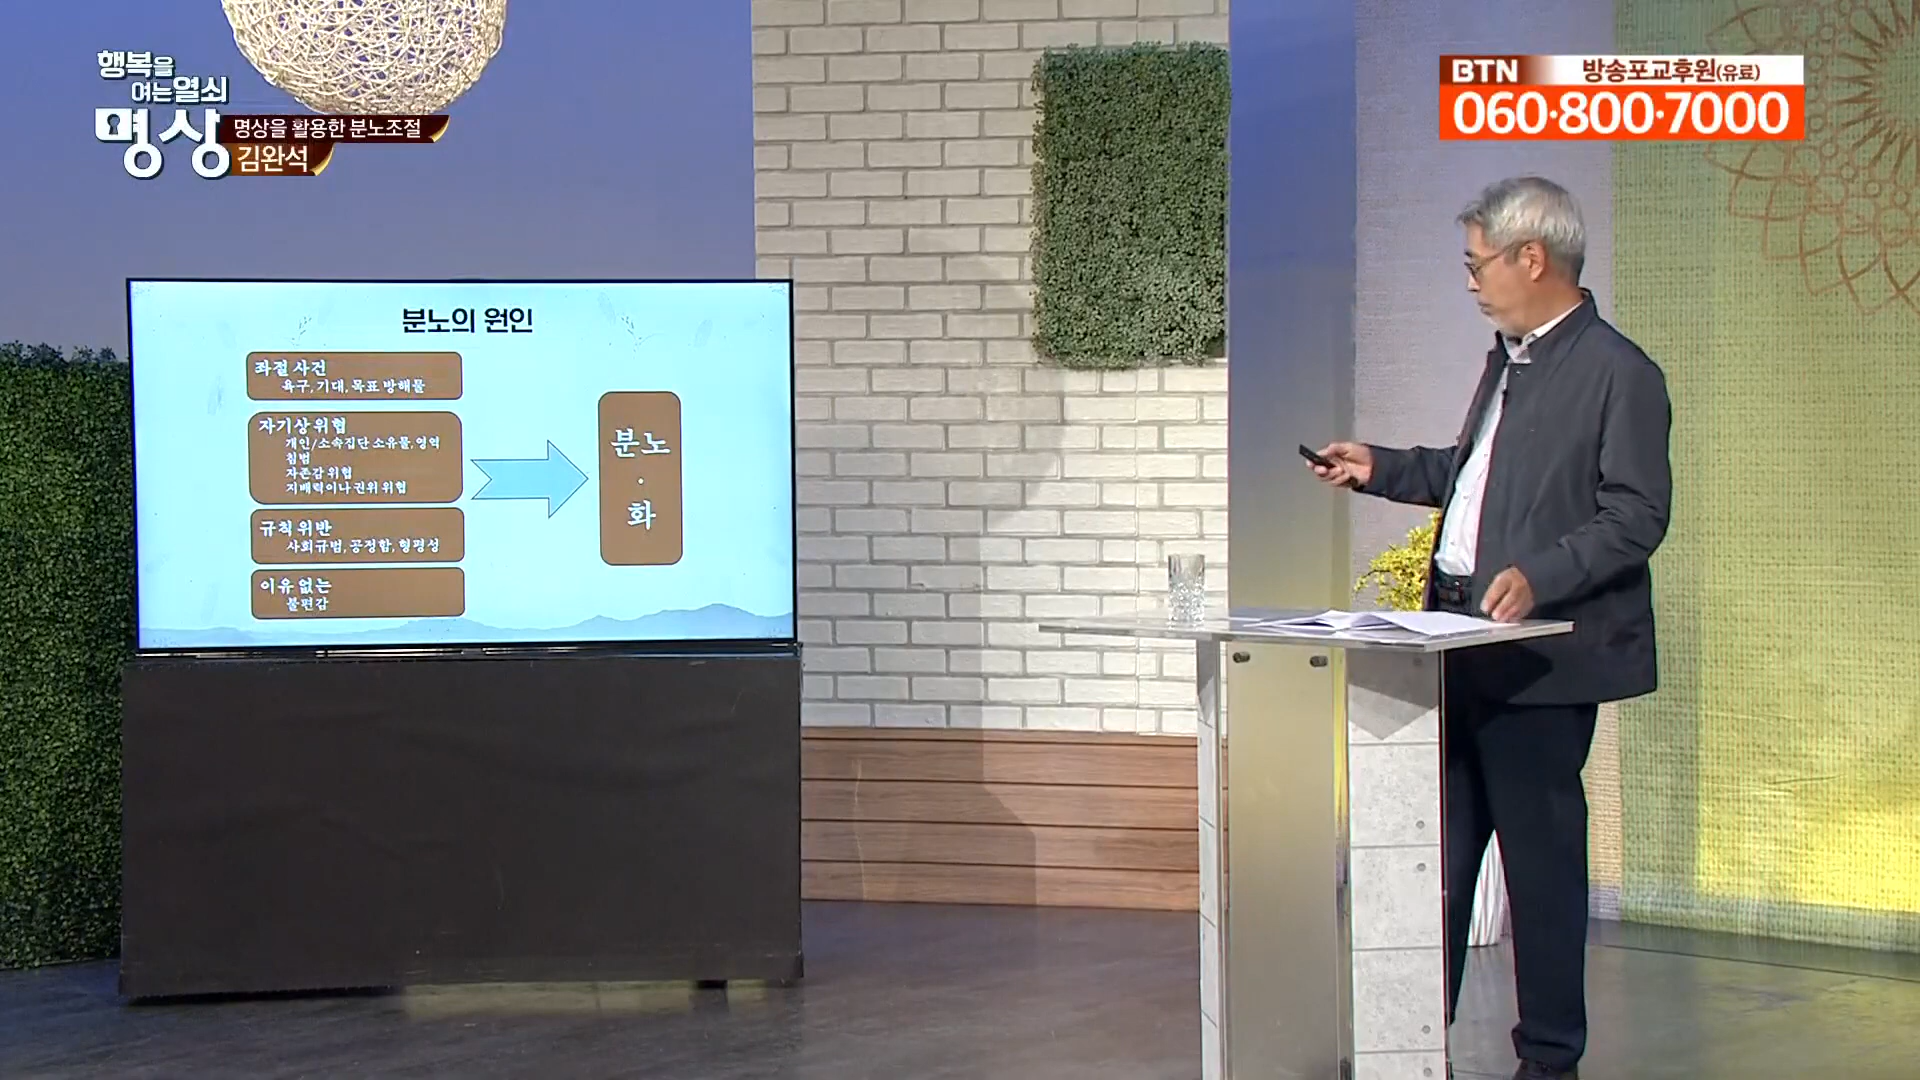 행복을
여는 열쇠
명상
명상을 활용한 분노조절
김완석
BTN 방송포교후원(유료)
060·800·7000
분노의 원인
좌절 사건
욕구, 기대, 목표 방해물
자기상 위협
개인/소속집단 소유물, 영역
침범
자존감 위협
지배력이나 권위 위협
규칙 위반
사회규범, 공정함, 형평성
이유 없는
불편감
분노
·
화